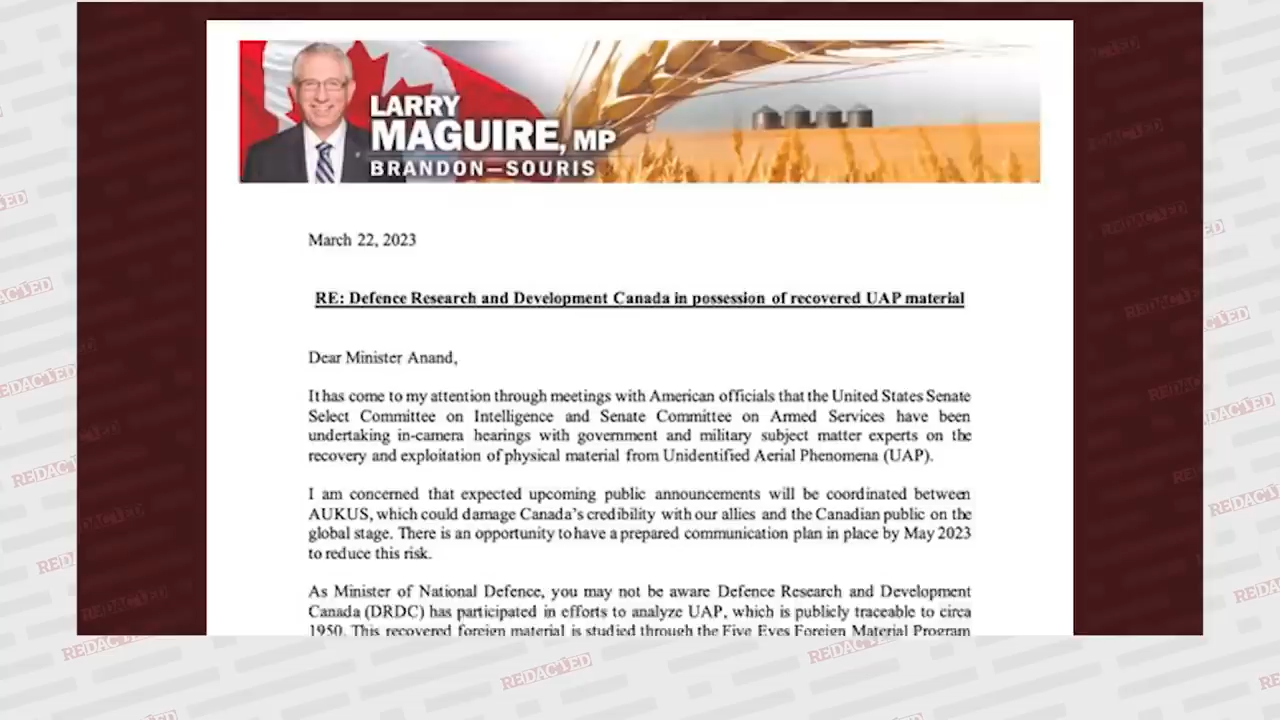 LARRY
MAGUIRE, MP
BRANDON—SOURIS
March 22, 2023
RE: Defence Research and Development Canada in possession of recovered UAP material
Dear Minister Anand,
It has come to my attention through meetings with American officials that the United States Senate
Select Committee on Intelligence and Senate Committee on Armed Services have been
undertaking in-camera hearings with government and military subject matter experts on the
recovery and exploitation of physical material from Unidentified Aerial Phenomena (UAP).
I am concerned that expected upcoming public announcements will be coordinated between
AUKUS, which could damage Canada's credibility with our allies and the Canadian public on the
global stage. There is an opportunity to have a prepared communication plan in place by May 2023
to reduce this risk.
As Minister of National Defence, you may not be aware Defence Research and Development
Canada (DRDC) has participated in efforts to analyze UAP, which is publicly traceable to circa
1950. This recovered foreign material is studied through the Five Eyes Foreign Material Program
REDACTED
REDACTED
REDACTED
REDACTED
REDACTED
REDACTED
REDACTED